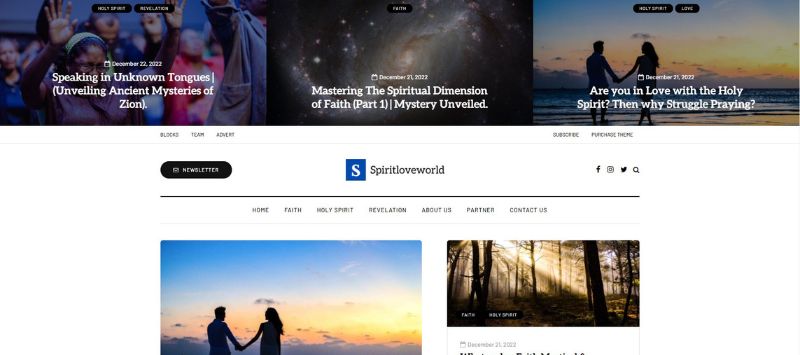 HOLY SPIRIT REVELATION
December 22, 2022
Speaking in Unknown Tongues |
(Unveiling Ancient Mysteries of
Zion).
FAITH
December 21, 2022
Mastering The Spiritual Dimension
of Faith (Part 1) | Mystery Unveiled.
HOLY SPIRIT LOVE
December 21, 2022
Are you in Love with the Holy
Spirit? Then why Struggle Praying?
BLOCKS TEAM ADVERT
SUBSCRIBE PURCHASE THEME
NEWSLETTER
S Spiritloveworld
HOME FAITH HOLY SPIRIT REVELATION ABOUT US PARTNER CONTACT US
FAITH HOLY SPIRIT
December 21, 2022